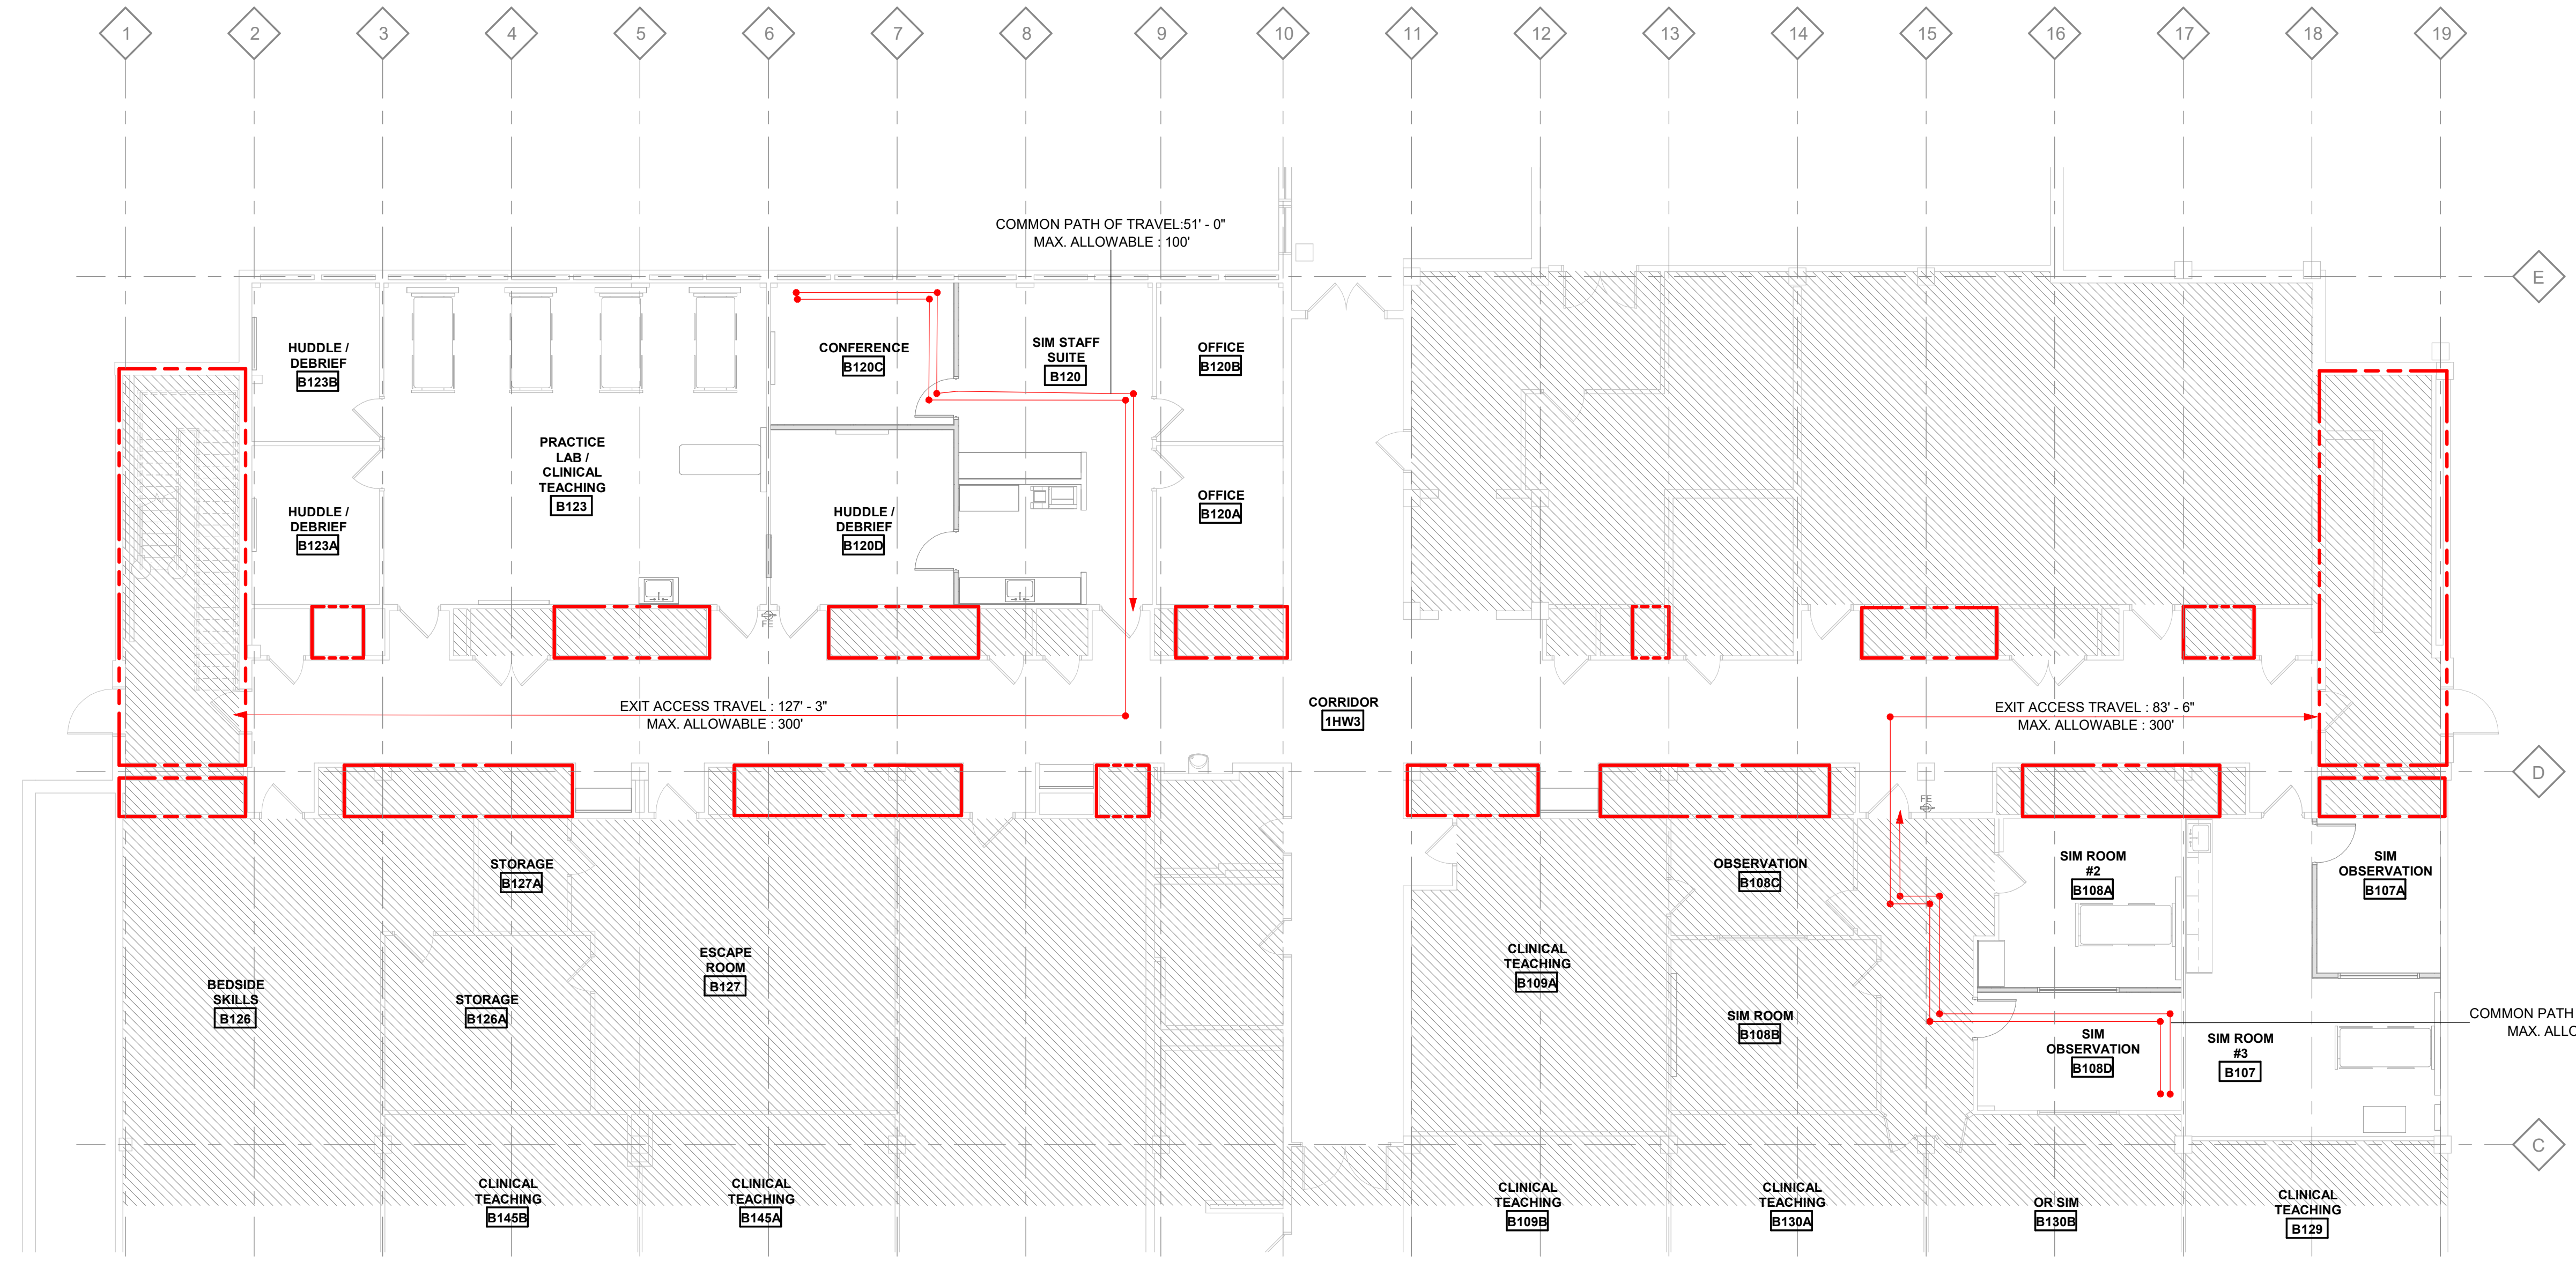 1
2
3
4
5
6
7
8
9
10
11
12
13
14
15
16
17
18
19
COMMON PATH OF TRAVEL:51' - 0"
MAX. ALLOWABLE : 100'
E
HUDDLE /
DEBRIEF
B123B
CONFERENCE
B120C
SIM STAFF
SUITE
B120
OFFICE
B120B
PRACTICE
LAB /
CLINICAL
TEACHING
B123
HUDDLE /
DEBRIEF
B123A
HUDDLE /
DEBRIEF
B120D
OFFICE
B120A
FE
EXIT ACCESS TRAVEL : 127' - 3"
MAX. ALLOWABLE : 300'
CORRIDOR
1HW3
EXIT ACCESS TRAVEL : 83' - 6"
MAX. ALLOWABLE : 300'
D
FE
STORAGE
B127A
OBSERVATION
B108C
SIM ROOM
#2
B108A
SIM
OBSERVATION
B107A
BEDSIDE
SKILLS
B126
STORAGE
B126A
ESCAPE
ROOM
B127
CLINICAL
TEACHING
B109A
SIM ROOM
B108B
SIM
OBSERVATION
B108D
SIM ROOM
#3
B107
COMMON PATH
MAX. ALLO
C
CLINICAL
TEACHING
B145B
CLINICAL
TEACHING
B145A
CLINICAL
TEACHING
B109B
CLINICAL
TEACHING
B130A
OR SIM
B130B
CLINICAL
TEACHING
B129